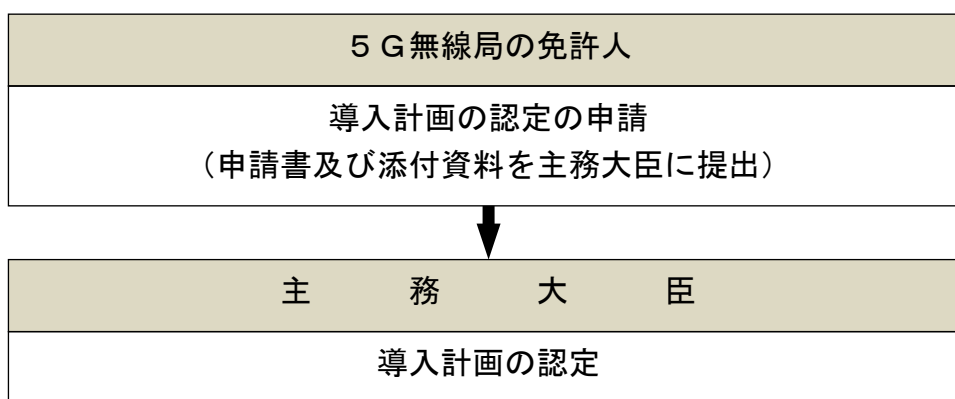 ５Ｇ無線局の免許人
導入計画の認定の申請
（申請書及び添付資料を主務大臣に提出）
主　務　大　臣
導入計画の認定